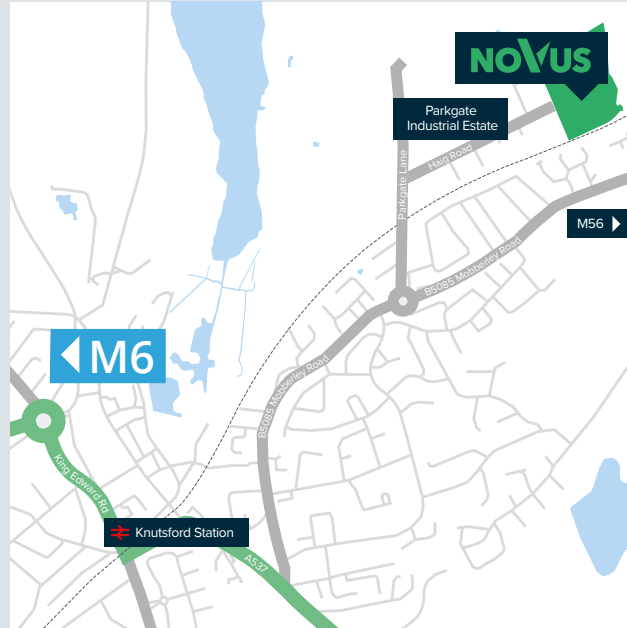 NOVUS
Parkgate
Industrial Estate
Haig Road
Parkgate Lane
M56
B5085 Mobberley Road
M6
B5085 Mobberley Road
King Edward Rd
Knutsford Station
A537